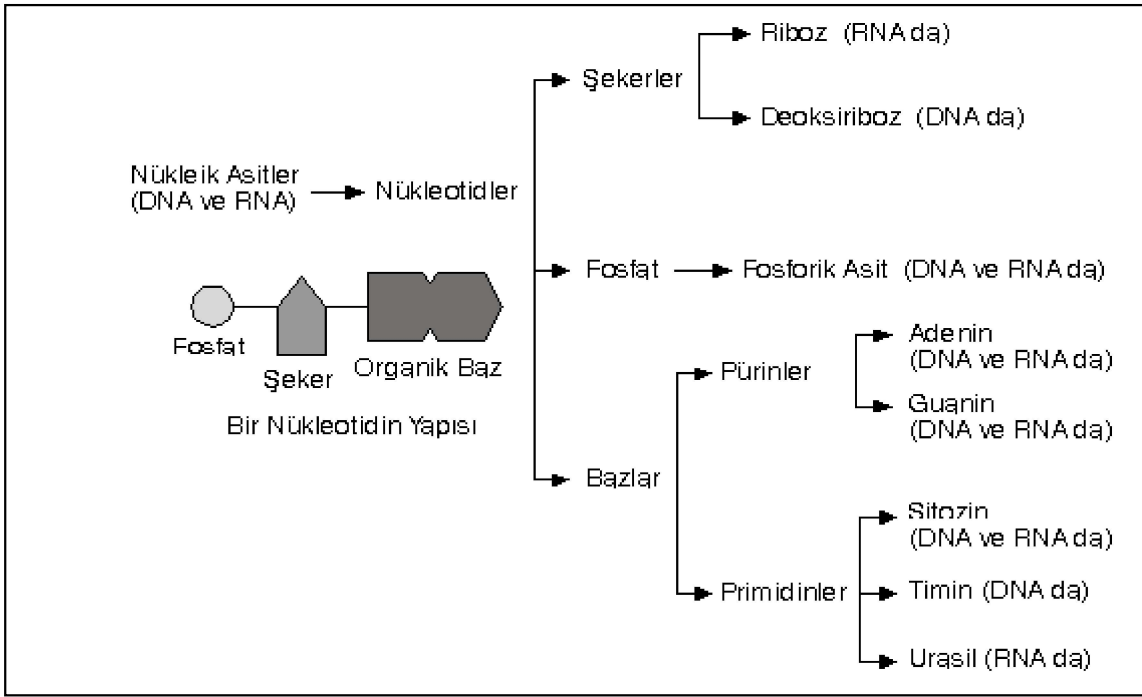 Riboz (RNA da)
Şekerler
Deoksiriboz (DNA da)
Nükleik Asitler
(DNA ve RNA)
Nükleotidler
Fosfat
Fosforik Asit (DNA ve RNA da)
Fosfat
Şeker
Organik Baz
Bir Nükleotidin Yapısı
Bazlar
Pürinler
Adenin
(DNA ve RNA da)
Guanin
(DNA ve RNA da)
Primidinler
Sitozin
(DNA ve RNA da)
Timin (DNA da)
Urasil (RNA da)